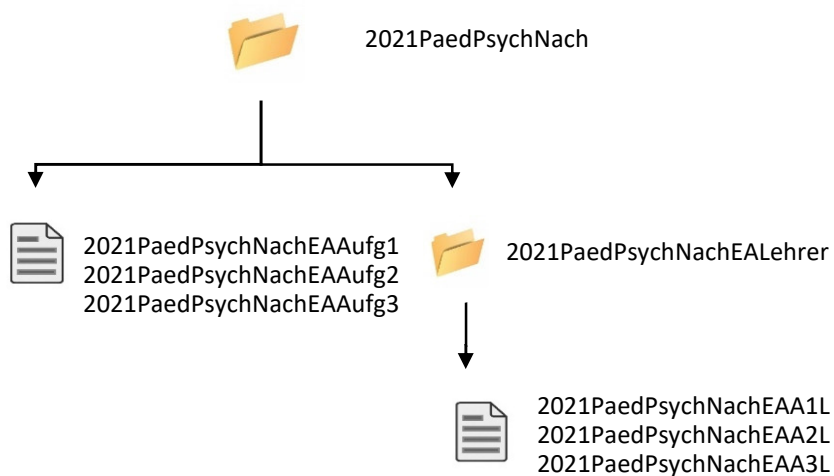 2021PaedPsychNach
2021PaedPsychNachEAAufg1
2021PaedPsychNachEAAufg2
2021PaedPsychNachEAAufg3
2021PaedPsychNachEALehrer
2021PaedPsychNachEAA1L
2021PaedPsychNachEAA2L
2021PaedPsychNachEAA3L